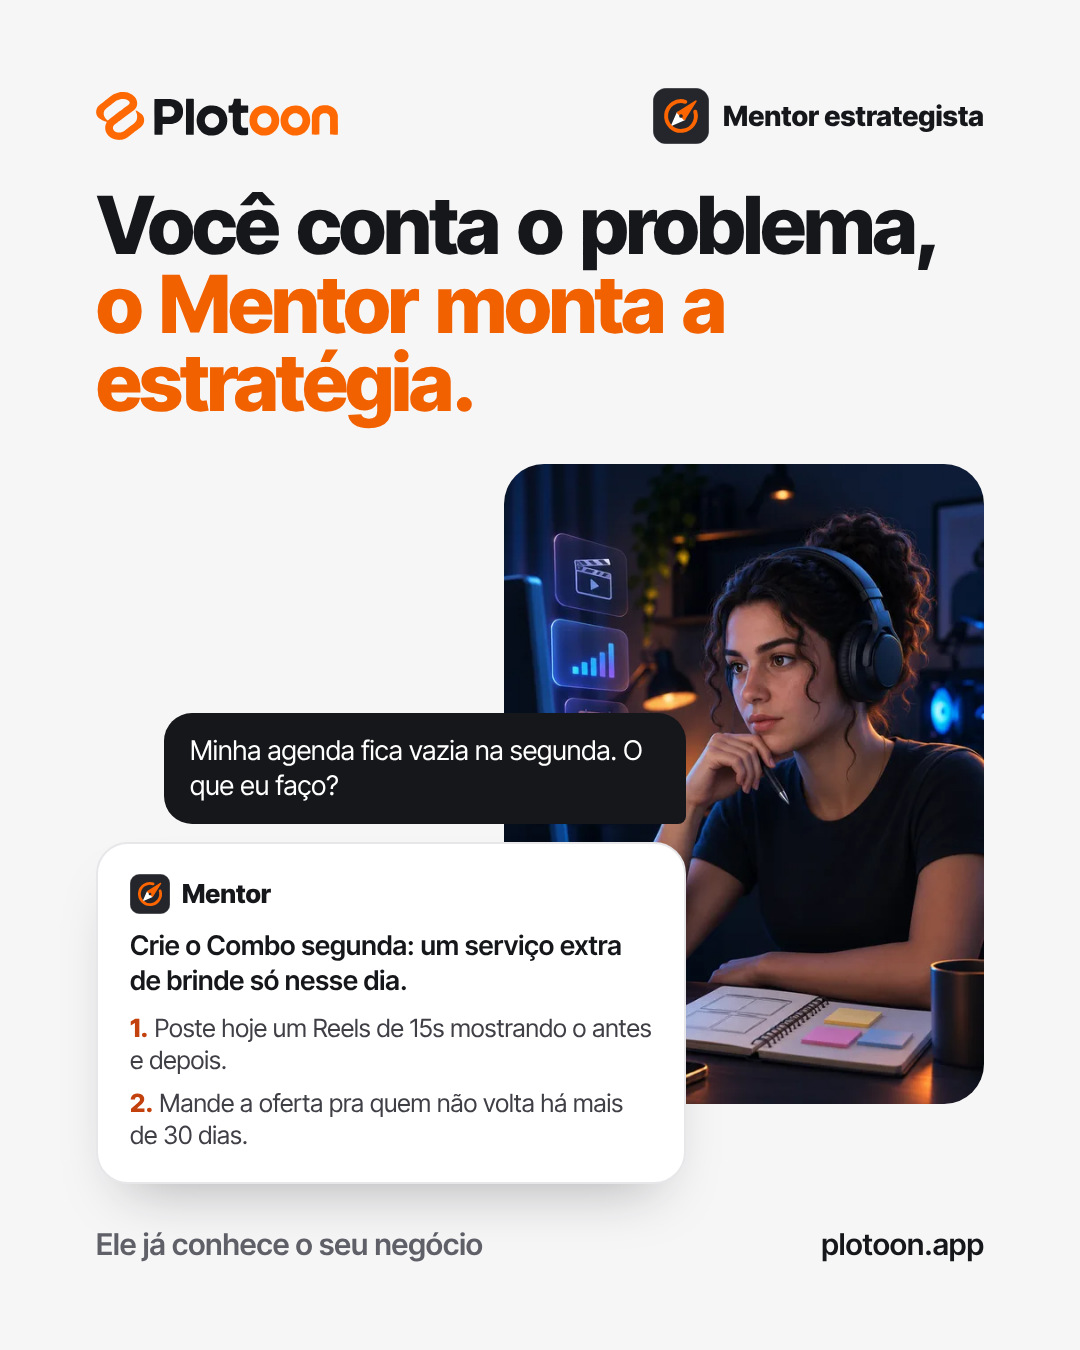 Plotoon
Mentor estrategista
Você conta o problema,
o Mentor monta a
estratégia.
Minha agenda fica vazia na segunda. O
que eu faço?
Mentor
Crie o Combo segunda: um serviço extra
de brinde só nesse dia.
1. Poste hoje um Reels de 15s mostrando o antes
e depois.
2. Mande a oferta pra quem não volta há mais
de 30 dias.
Ele já conhece o seu negócio
plotoon.app